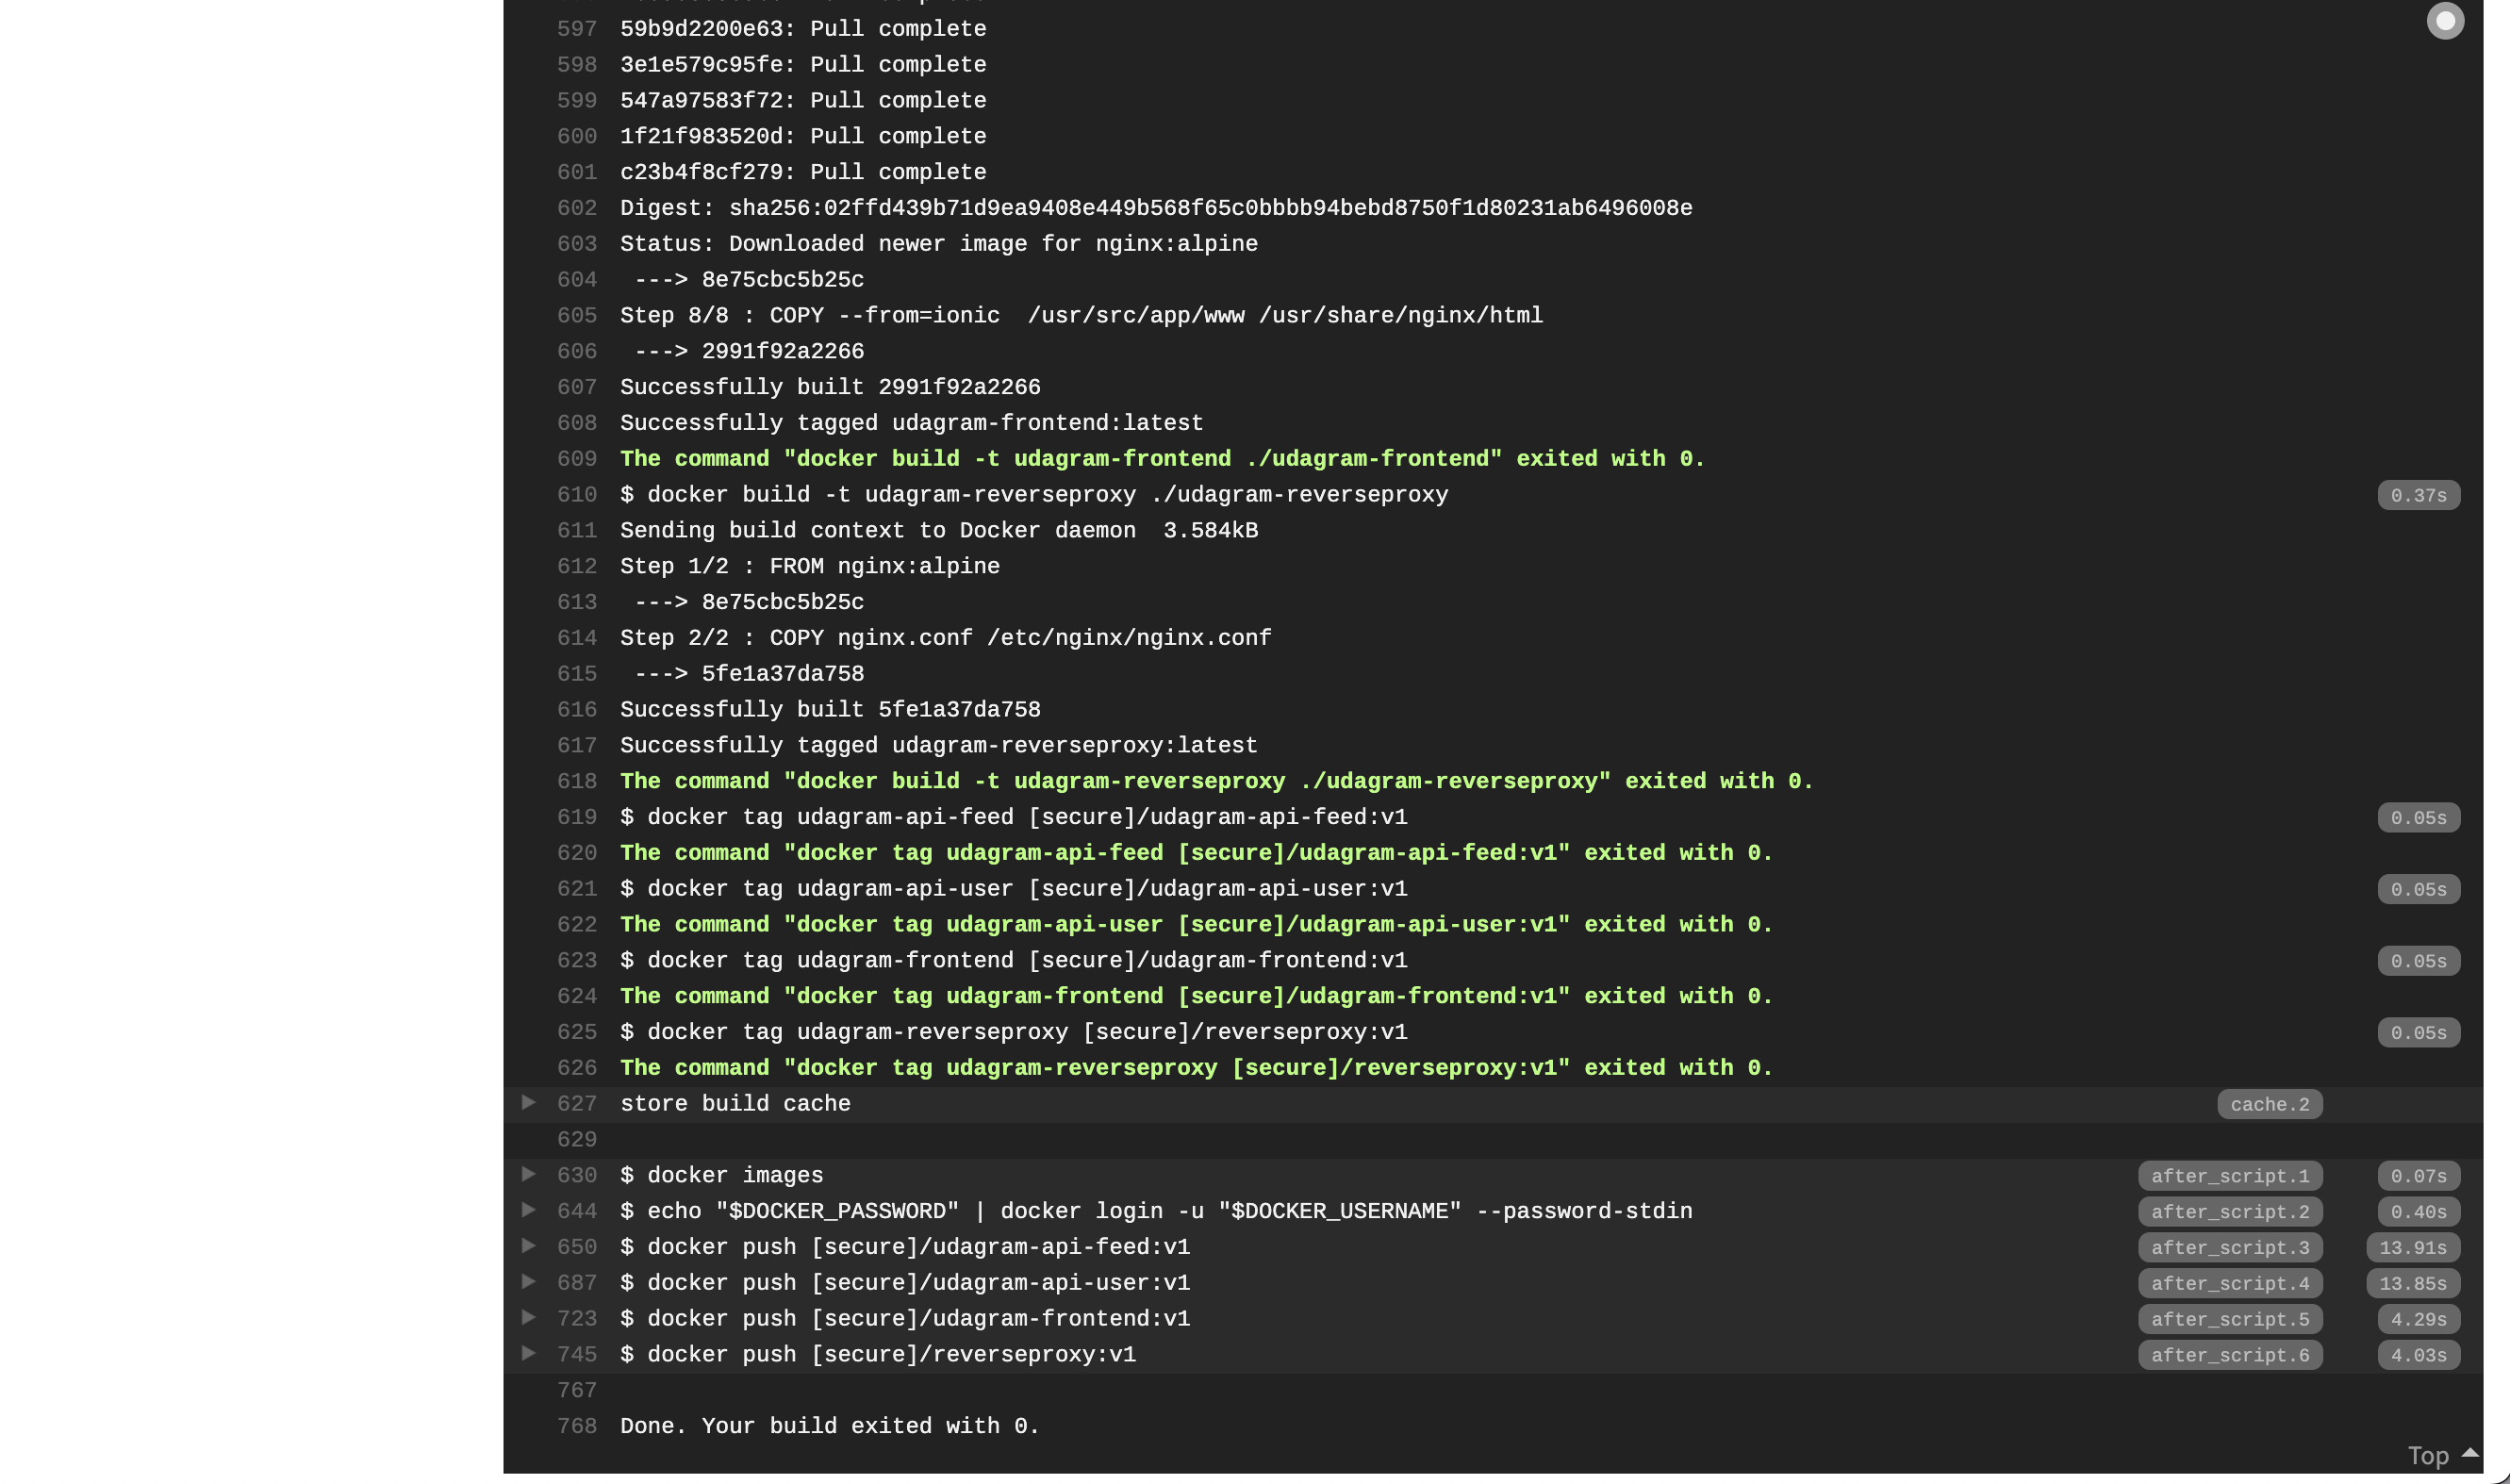 597 59b9d2200e63: Pull complete
598 3e1e579c95fe: Pull complete
599 547a97583f72: Pull complete
600 1f21f983520d: Pull complete
601 c23b4f8cf279: Pull complete
602 Digest: sha256:02ffd439b71d9ea9408e449b568f65c0bbbb94bebd8750f1d80231ab6496008e
603 Status: Downloaded newer image for nginx:alpine
604 ---> 8e75cbc5b25c
605 Step 8/8 : COPY --from=ionic  /usr/src/app/www /usr/share/nginx/html
606 ---> 2991f92a2266
607 Successfully built 2991f92a2266
608 Successfully tagged udagram-frontend:latest
609 The command "docker build -t udagram-frontend ./udagram-frontend" exited with 0.
610 $ docker build -t udagram-reverseproxy ./udagram-reverseproxy 0.37s
611 Sending build context to Docker daemon  3.584kB
612 Step 1/2 : FROM nginx:alpine
613 ---> 8e75cbc5b25c
614 Step 2/2 : COPY nginx.conf /etc/nginx/nginx.conf
615 ---> 5fe1a37da758
616 Successfully built 5fe1a37da758
617 Successfully tagged udagram-reverseproxy:latest
618 The command "docker build -t udagram-reverseproxy ./udagram-reverseproxy" exited with 0.
619 $ docker tag udagram-api-feed [secure]/udagram-api-feed:v1 0.05s
620 The command "docker tag udagram-api-feed [secure]/udagram-api-feed:v1" exited with 0.
621 $ docker tag udagram-api-user [secure]/udagram-api-user:v1 0.05s
622 The command "docker tag udagram-api-user [secure]/udagram-api-user:v1" exited with 0.
623 $ docker tag udagram-frontend [secure]/udagram-frontend:v1 0.05s
624 The command "docker tag udagram-frontend [secure]/udagram-frontend:v1" exited with 0.
625 $ docker tag udagram-reverseproxy [secure]/reverseproxy:v1 0.05s
626 The command "docker tag udagram-reverseproxy [secure]/reverseproxy:v1" exited with 0.
627 store build cache cache.2
629
630 $ docker images after_script.1 0.07s
644 $ echo "$DOCKER_PASSWORD" | docker login -u "$DOCKER_USERNAME" --password-stdin after_script.2 0.40s
650 $ docker push [secure]/udagram-api-feed:v1 after_script.3 13.91s
687 $ docker push [secure]/udagram-api-user:v1 after_script.4 13.85s
723 $ docker push [secure]/udagram-frontend:v1 after_script.5 4.29s
745 $ docker push [secure]/reverseproxy:v1 after_script.6 4.03s
767
768 Done. Your build exited with 0.
Top